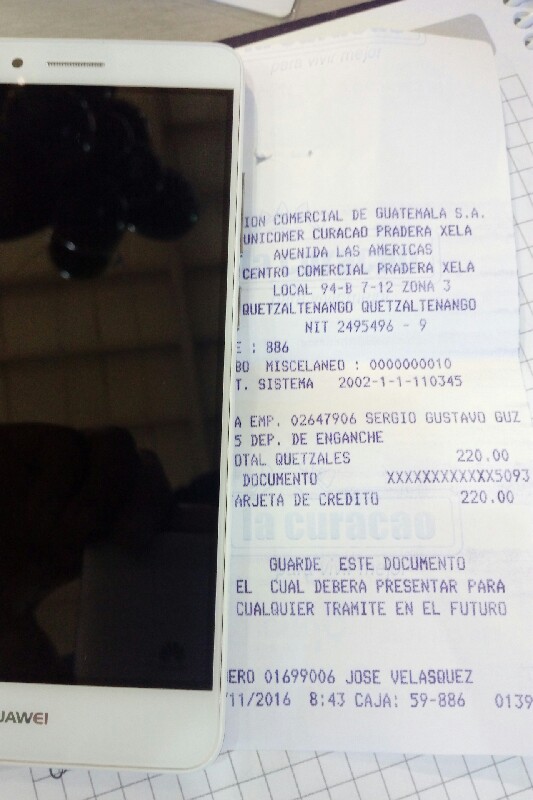 para vivir mejor
ION COMERCIAL DE GUATEMALA S.A.
UNICOMER CURACAO PRADERA XELA
AVENIDA LAS AMERICAS
CENTRO COMERCIAL PRADERA XELA
LOCAL 94-B 7-12 ZONA 3
QUETZALTENANGO QUETZALTENANGO
NIT 2495496 - 9
E : 886
BO MISCELANEO : 0000000010
T. SISTEMA 2002-1-1-110345
A EMP. 02647906 SERGIO GUSTAVO GUZ
5 DEP. DE ENGANCHE
OTAL QUETZALES 220.00
DOCUMENTO XXXXXXXXXXXX5093
ARJETA DE CREDITO 220.00
la curacao
GUARDE ESTE DOCUMENTO
EL CUAL DEBERA PRESENTAR PARA
CUALQUIER TRAMITE EN EL FUTURO
ERO 01699006 JOSE VELASQUEZ
/11/2016 8:43 CAJA: 59-886 0139
UAWEI